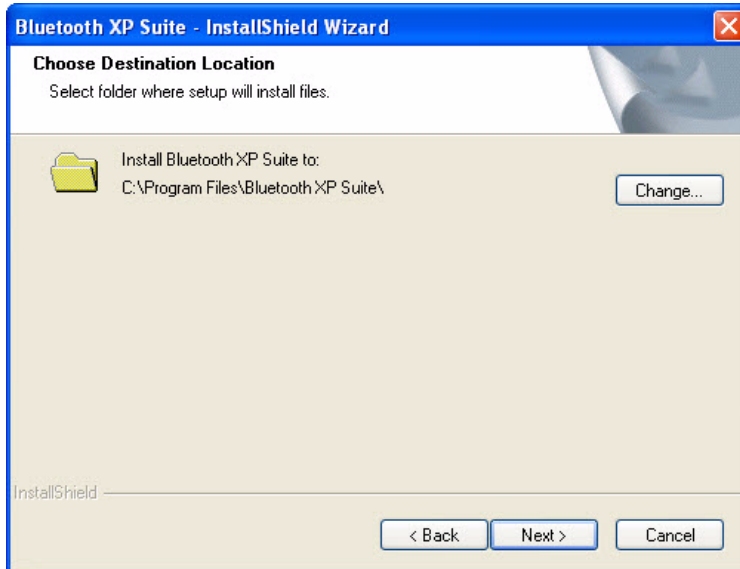 Bluetooth XP Suite - InstallShield Wizard
Choose Destination Location
Select folder where setup will install files.
Install Bluetooth XP Suite to:
C:\Program Files\Bluetooth XP Suite\
Change...
InstallShield
< Back
Next >
Cancel